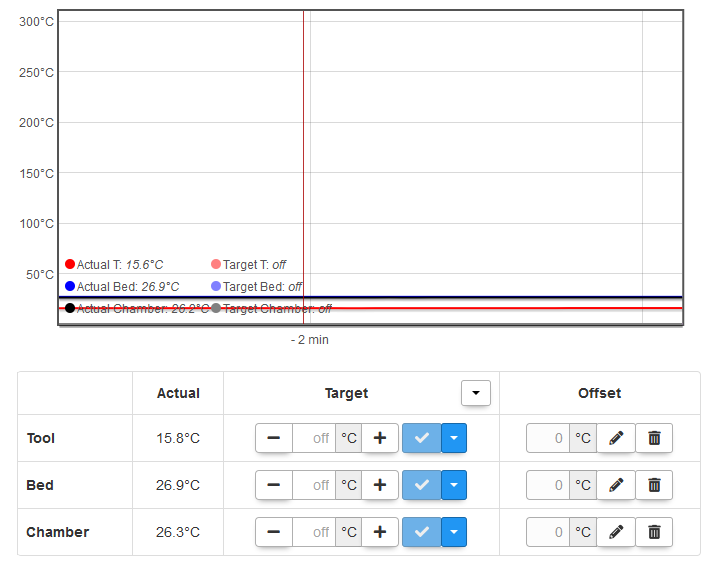 300°C
250°C
200°C
150°C
100°C
50°C
Actual T: 15.6°C Target T: off
Actual Bed: 26.9°C Target Bed: off
Actual Chamber: 26.2°C Target Chamber: off
- 2 min
Actual Target Offset
Tool 15.8°C off °C 0 °C
Bed 26.9°C off °C 0 °C
Chamber 26.3°C off °C 0 °C